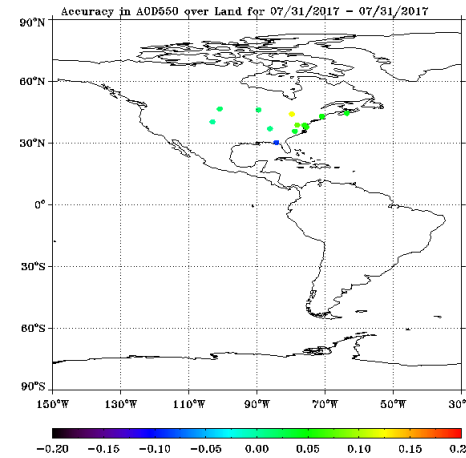 Accuracy in AOD550 over Land for 07/31/2017 - 07/31/2017
90°N
60°N
30°N
0°
30°S
60°S
90°S
150°W 110°W 90°W 70°W 50°W 30°
-0.20 -0.15 -0.10 -0.05 0.00 0.05 0.10 0.15 0.2